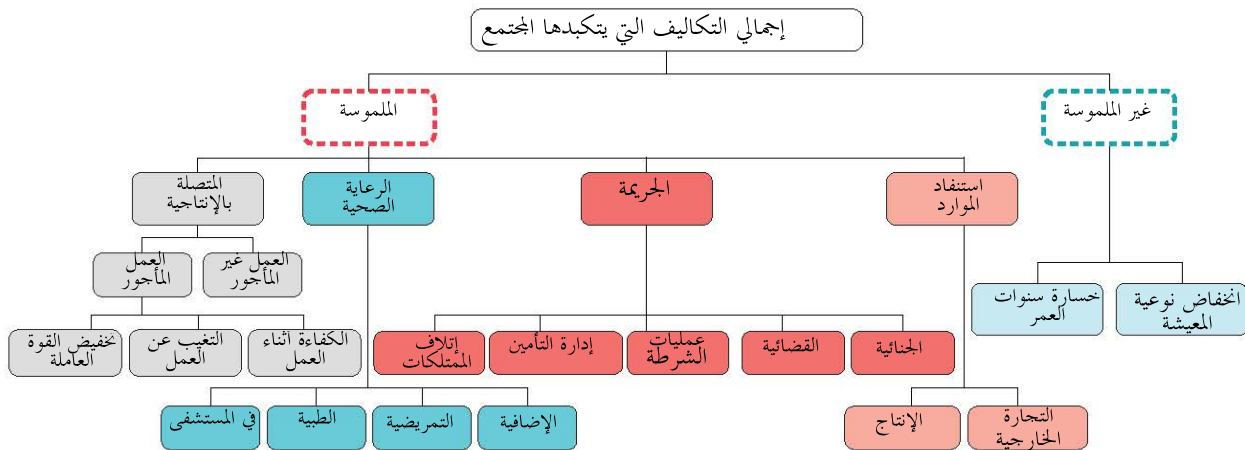 إجمالي التكاليف التي يتكبدها المجتمع
غير الملموسة
الملموسة
استنفاد
الموارد
الجريمة
الرعاية
الصحية
المتصلة
بالإنتاجية
العمل غير
المأجور
العمل
المأجور
انخفاض نوعية
المعيشة
خسارة سنوات
العمر
الجنائية
القضائية
عمليات
الشرطة
إدارة التأمين
إتلاف
الممتلكات
الكفاءة أثناء
العمل
التغيب عن
العمل
تخفيض القوة
العاملة
التجارة
الخارجية
الإنتاج
الإضافية
التمريضية
الطبية
في المستشفى